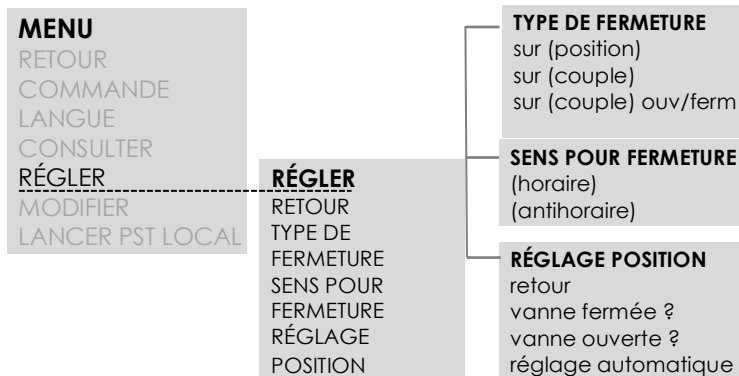 MENU
RETOUR
COMMANDE
LANGUE
CONSULTER
RÉGLER
MODIFIER
LANCER PST LOCAL
RÉGLER
RETOUR
TYPE DE
FERMETURE
SENS POUR
FERMETURE
RÉGLAGE
POSITION
TYPE DE FERMETURE
sur (position)
sur (couple)
sur (couple) ouv/ferm
SENS POUR FERMETURE
(horaire)
(antihoraire)
RÉGLAGE POSITION
retour
vanne fermée ?
vanne ouverte ?
réglage automatique